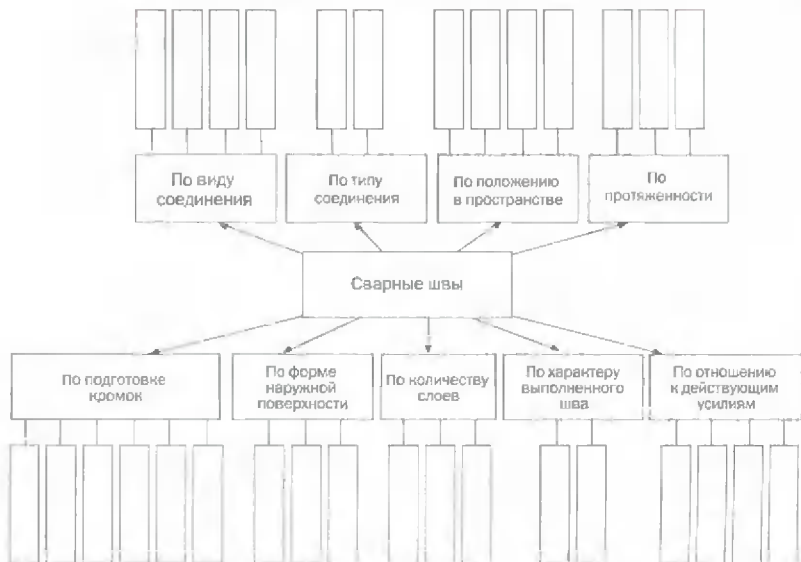 По виду
соединения
По типу
соединения
По положению
в пространстве
По
протяженности
Сварные швы
По подготовке
кромок
По форме
наружной
поверхности
По количеству
слоев
По характеру
выполненного
шва
По отношению
к действующим
усилиям